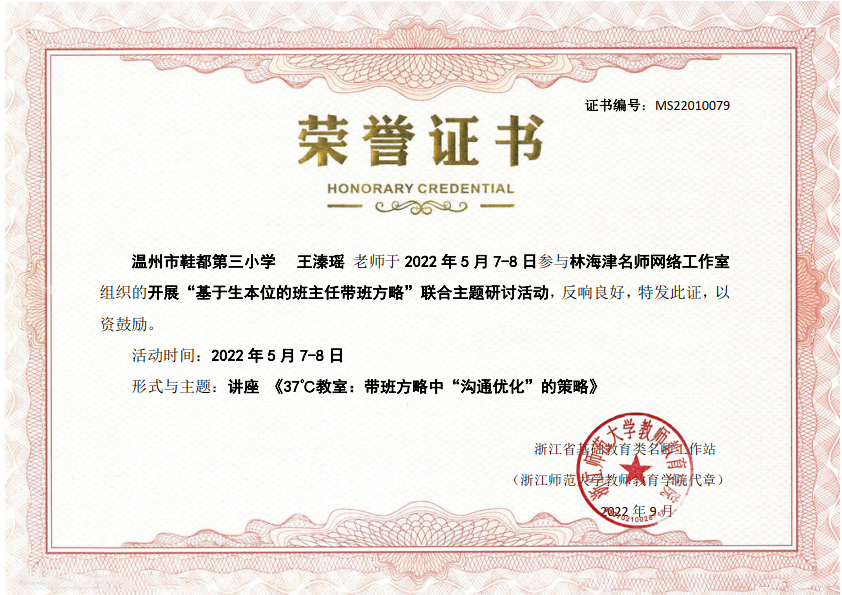 证书编号：MS22010079
荣誉证书
HONORARY CREDENTIAL
温州市鞋都第三小学 王溱瑶 老师于 2022 年 5 月 7-8 日参与林海津名师网络工作室
组织的开展“基于生本位的班主任带班方略”联合主题研讨活动，反响良好，特发此证，以
资鼓励。
活动时间：2022 年 5 月 7-8 日
形式与主题：讲座 《37℃教室：带班方略中“沟通优化”的策略》
浙江省基础教育类名师工作站
（浙江师范大学教师教育学院代章）
2022 年 9 月
浙江师范大学教师教育学院